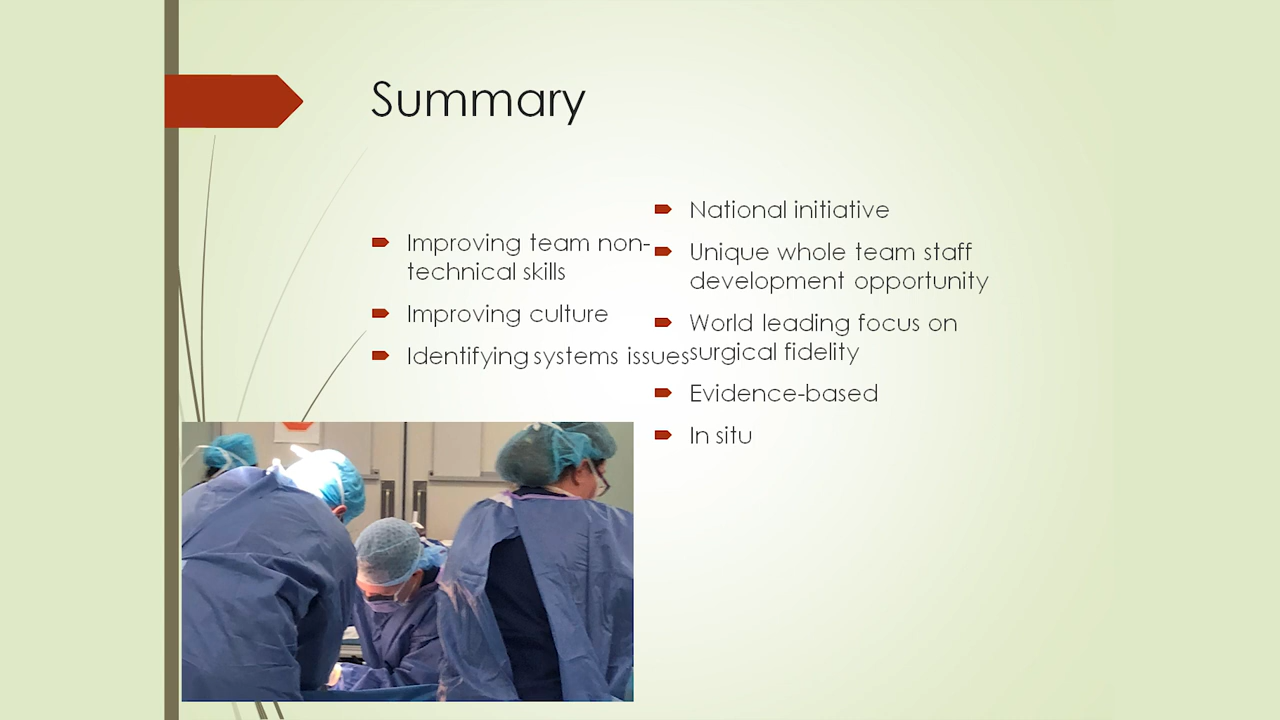 Summary
Improving team non-
technical skills
Improving culture
Identifying systems issues
National initiative
Unique whole team staff
development opportunity
World leading focus on
surgical fidelity
Evidence-based
In situ